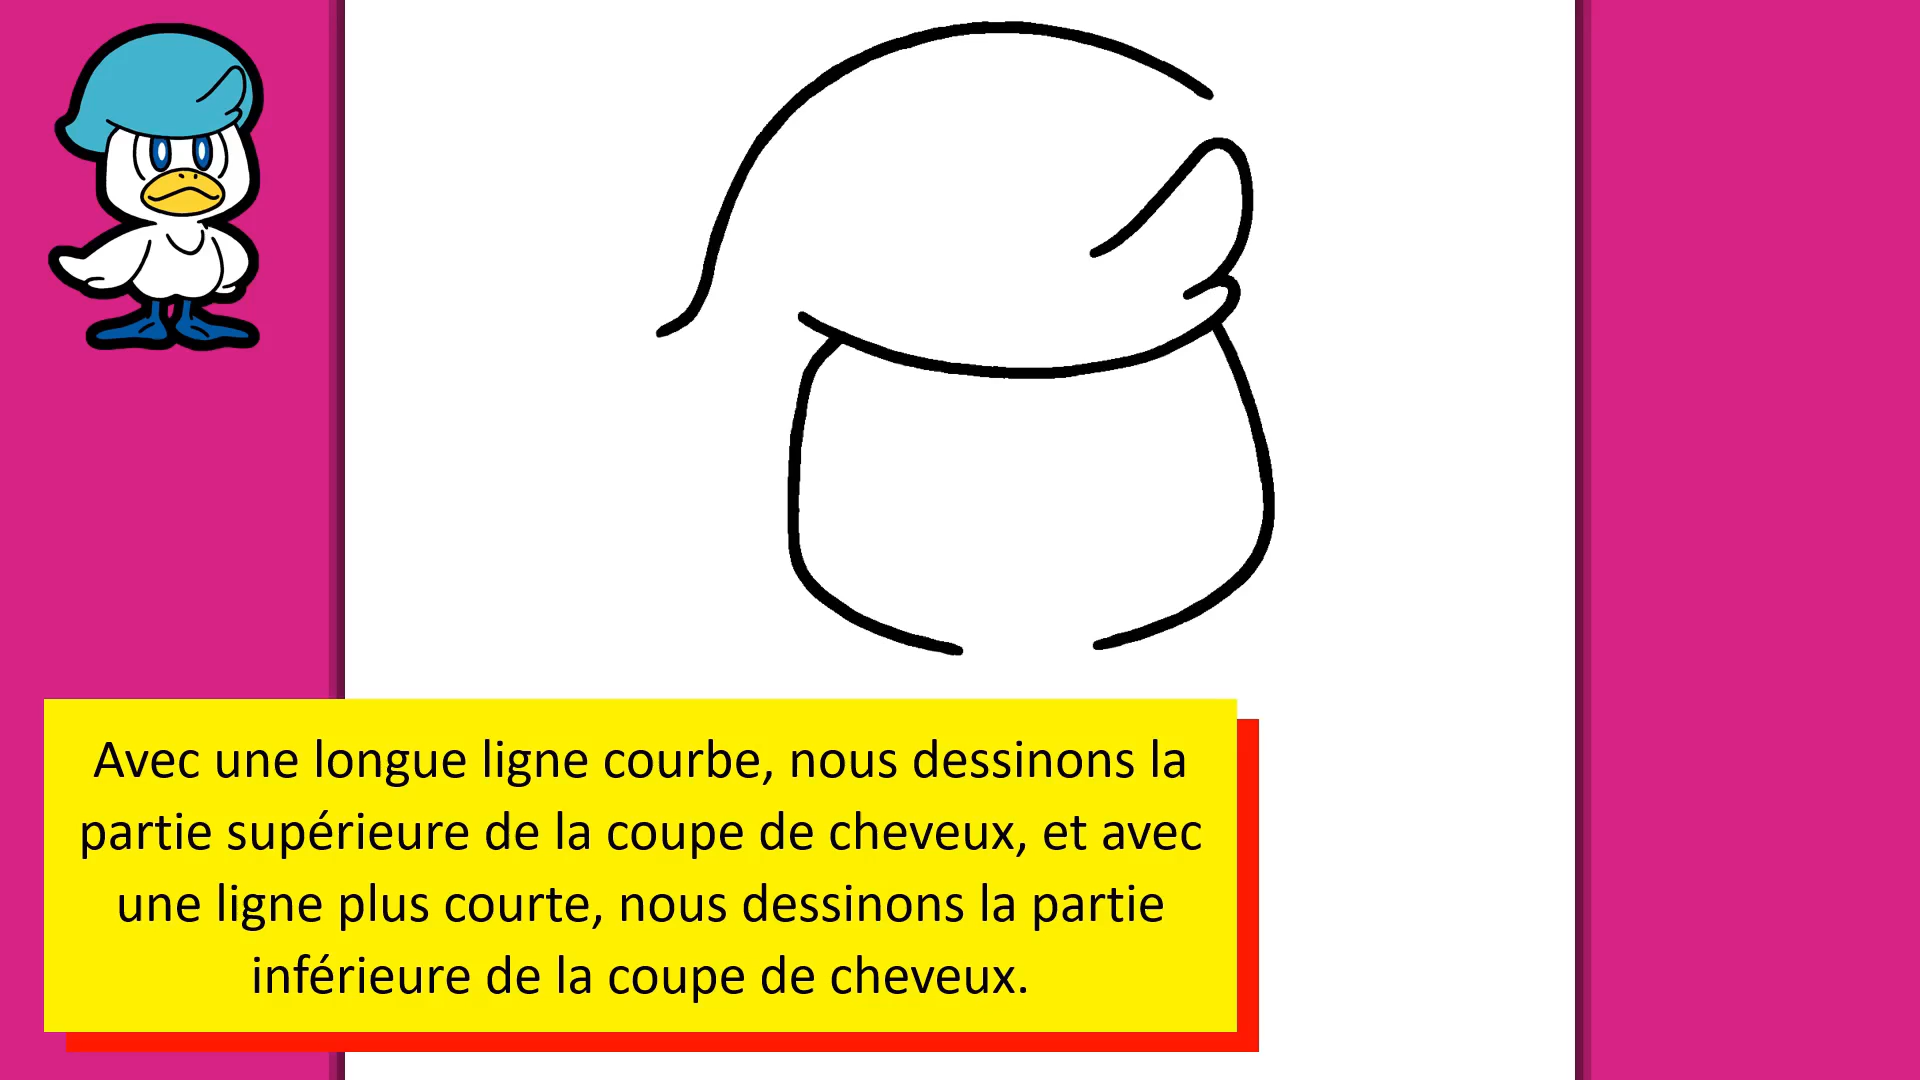 Avec une longue ligne courbe, nous dessinons la
partie supérieure de la coupe de cheveux, et avec
une ligne plus courte, nous dessinons la partie
inférieure de la coupe de cheveux.